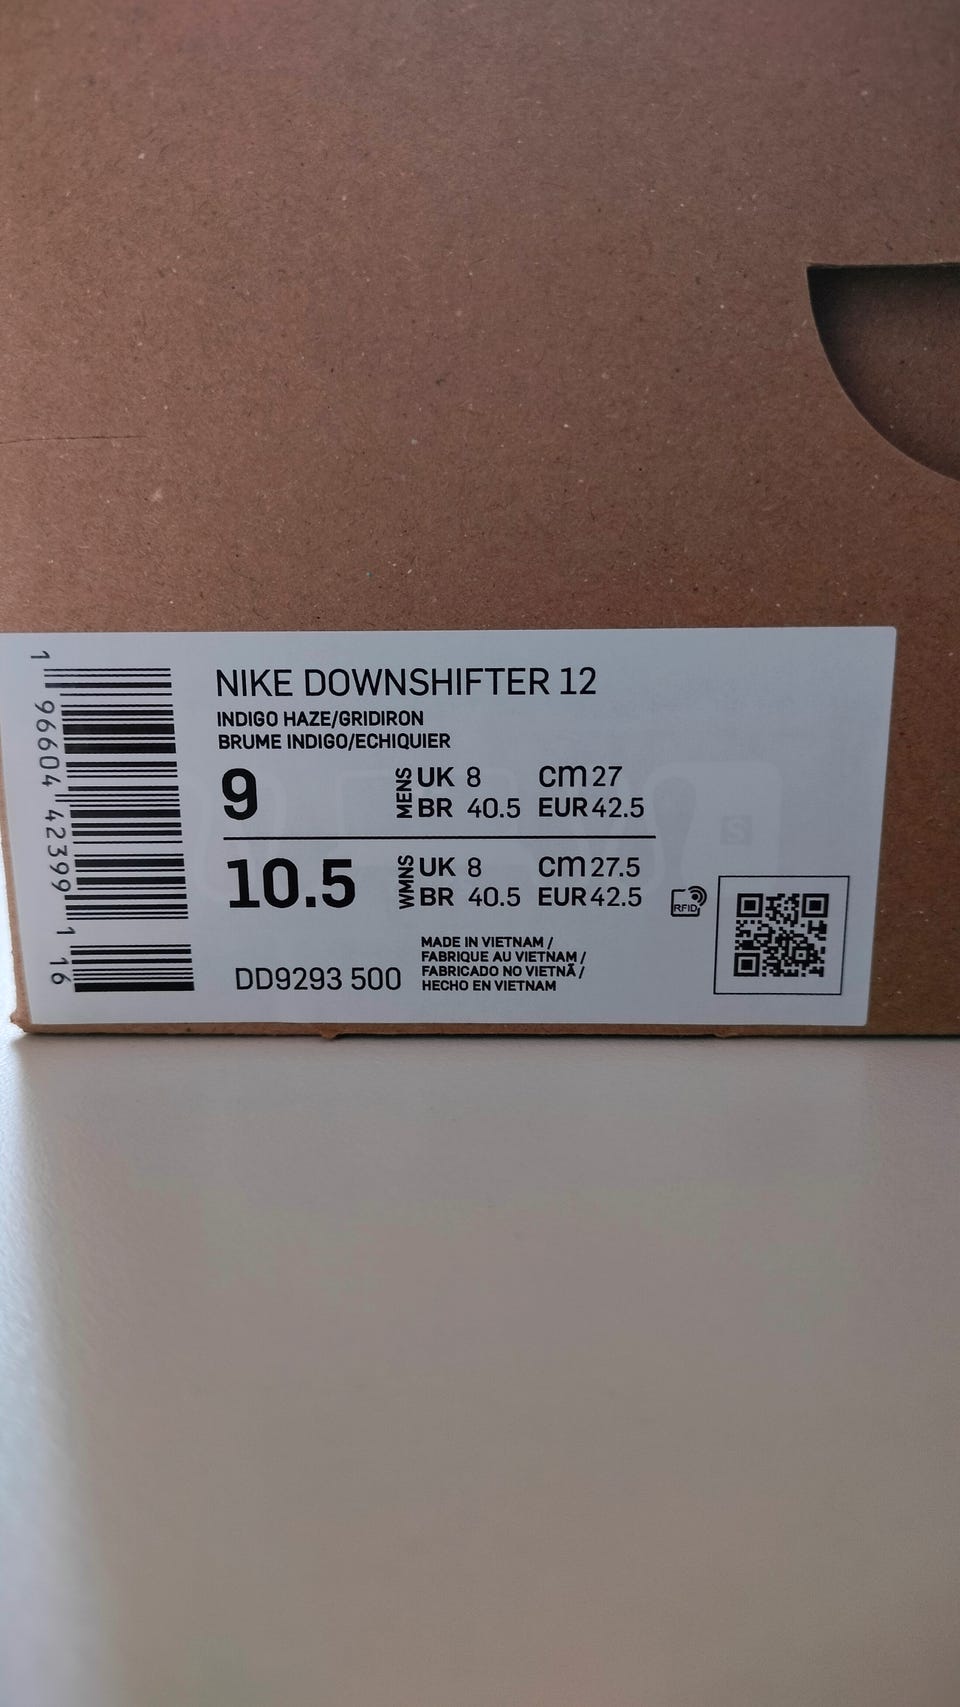 NIKE DOWNSHIFTER 12
INDIGO HAZE/GRIDIRON
BRUME INDIGO/ECHIQUIER
9 MENS UK 8 cm 27
BR 40.5 EUR 42.5
10.5 WMNS UK 8 cm 27.5
BR 40.5 EUR 42.5
RFID
MADE IN VIETNAM /
FABRIQUE AU VIETNAM /
FABRICADO NO VIETNÃ /
HECHO EN VIETNAM
DD9293 500
1 96604 42399 1 16
S